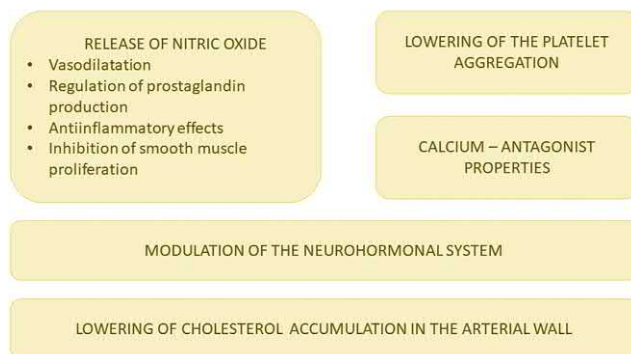 RELEASE OF NITRIC OXIDE
• Vasodilatation
• Regulation of prostaglandin
production
• Antiinflammatory effects
• Inhibition of smooth muscle
proliferation
LOWERING OF THE PLATELET
AGGREGATION
CALCIUM – ANTAGONIST
PROPERTIES
MODULATION OF THE NEUROHORMONAL SYSTEM
LOWERING OF CHOLESTEROL ACCUMULATION IN THE ARTERIAL WALL